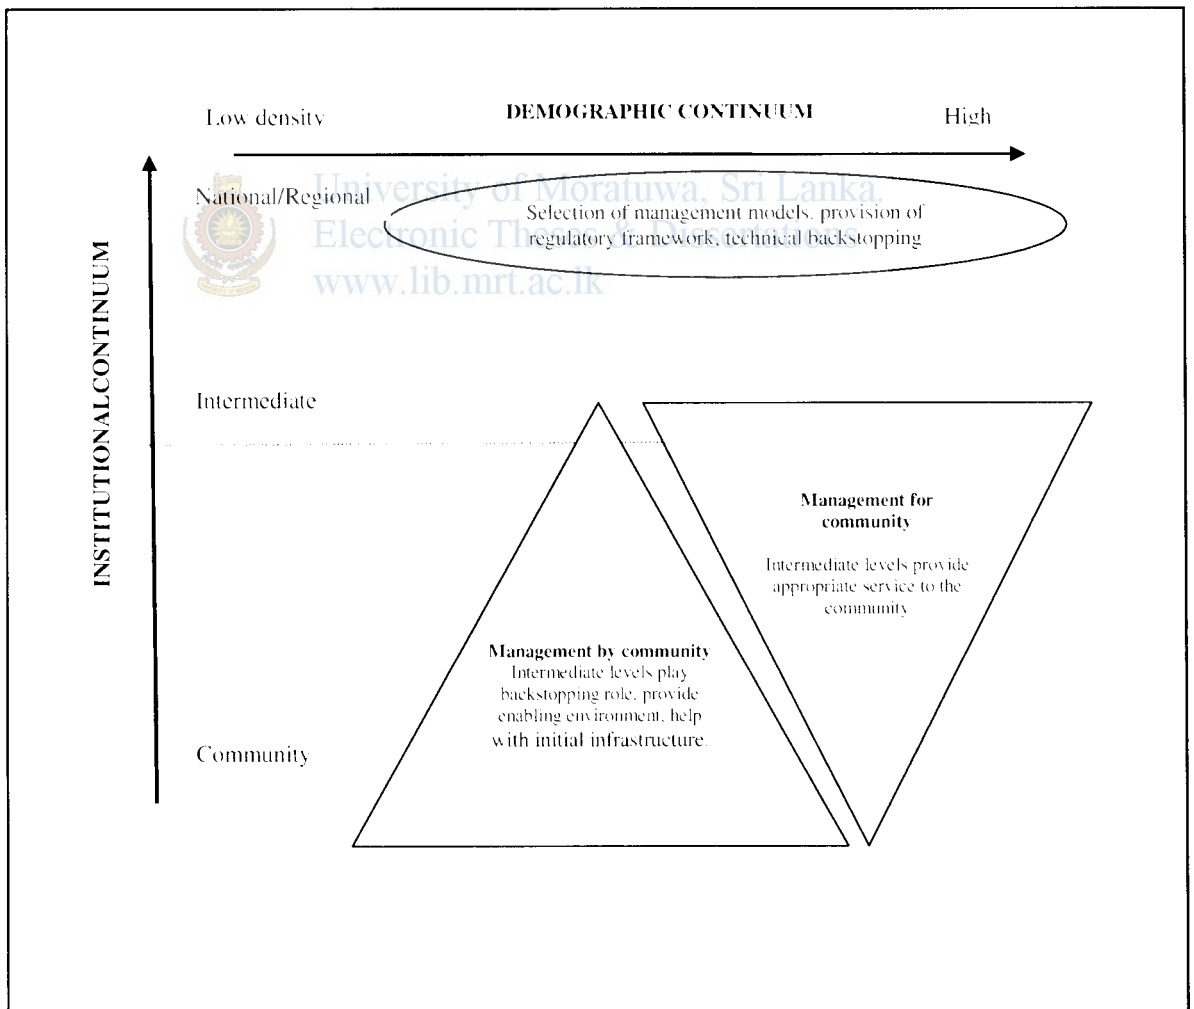 Low density
DEMOGRAPHIC CONTINUUM
High
National/Regional
University of Moratuwa, Sri Lanka.
Electronic Theses & Dissertations
www.lib.mrt.ac.lk
Selection of management models, provision of
regulatory framework, technical backstopping
INSTITUTIONALCONTINUUM
Intermediate
Management for
community
Intermediate levels provide
appropriate service to the
community
Management by community
Intermediate levels play
backstopping role, provide
enabling environment, help
with initial infrastructure.
Community